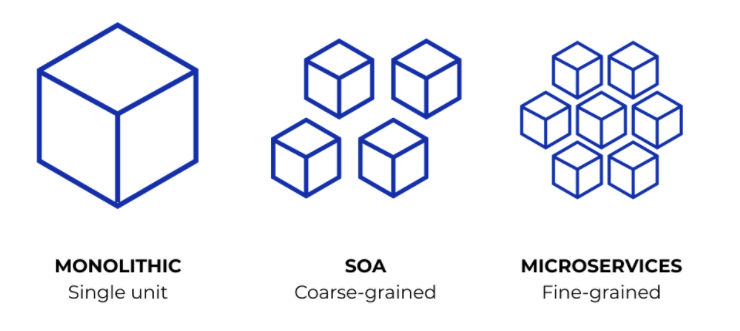 MONOLITHIC
Single unit
SOA
Coarse-grained
MICROSERVICES
Fine-grained